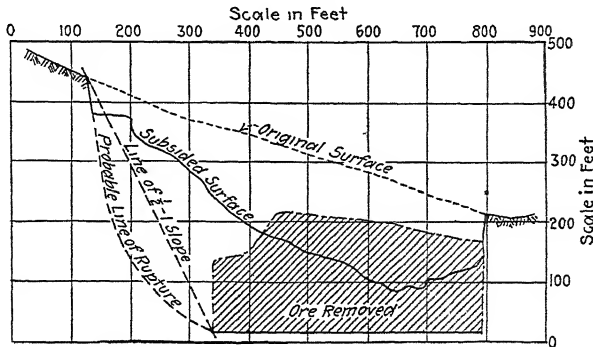 Scale in Feet
0 100 200 300 400 500 600 700 800 900
500
400
300
200
100
0
Scale in Feet
Original Surface
Subsided Surface
Line of ½-1 Slope
Probable Line of Rupture
Ore Removed